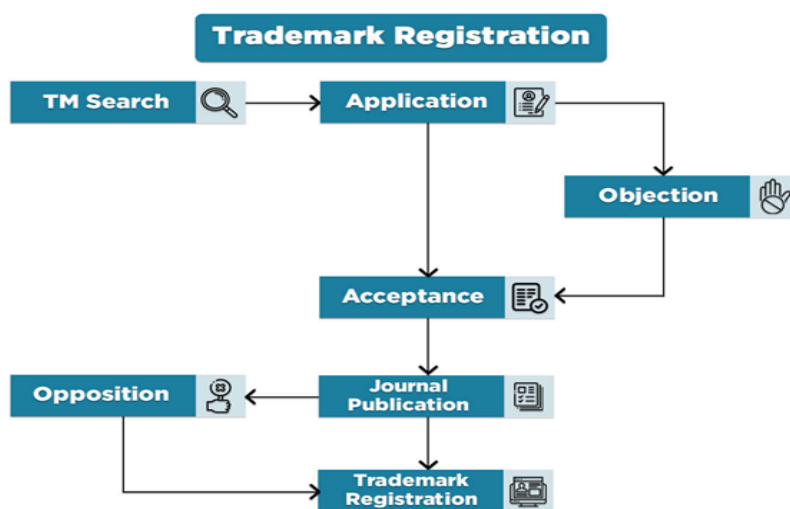 Trademark Registration
TM Search
Application
Objection
Acceptance
Opposition
Journal
Publication
Trademark
Registration